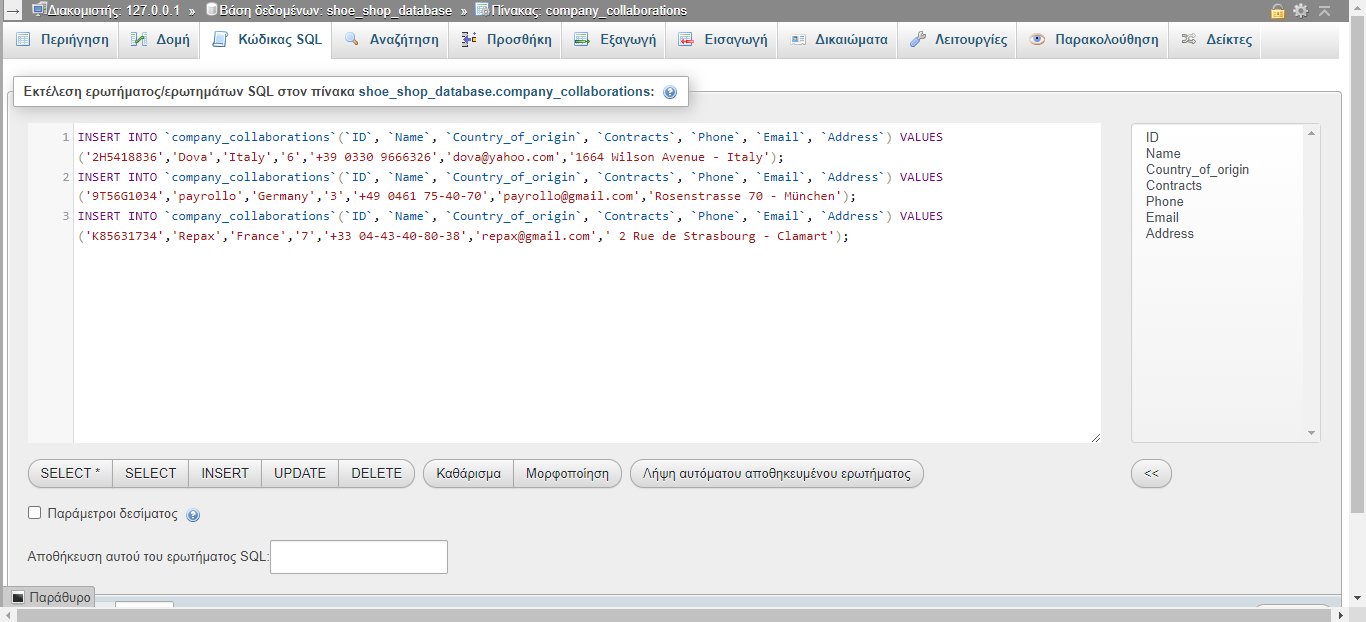 Διακομιστής: 127.0.0.1 » Βάση δεδομένων: shoe_shop_database » Πίνακας: company_collaborations
Περιήγηση Δομή Κώδικας SQL Αναζήτηση Προσθήκη Εξαγωγή Εισαγωγή Δικαιώματα Λειτουργίες Παρακολούθηση Δείκτες
Εκτέλεση ερωτήματος/ερωτημάτων SQL στον πίνακα shoe_shop_database.company_collaborations:
1 INSERT INTO `company_collaborations`(`ID`, `Name`, `Country_of_origin`, `Contracts`, `Phone`, `Email`, `Address`) VALUES
('2H5418836','Dova','Italy','6','+39 0330 9666326','dova@yahoo.com','1664 Wilson Avenue - Italy');
2 INSERT INTO `company_collaborations`(`ID`, `Name`, `Country_of_origin`, `Contracts`, `Phone`, `Email`, `Address`) VALUES
('9T56G1034','payrollo','Germany','3','+49 0461 75-40-70','payrollo@gmail.com','Rosenstrasse 70 - München');
3 INSERT INTO `company_collaborations`(`ID`, `Name`, `Country_of_origin`, `Contracts`, `Phone`, `Email`, `Address`) VALUES
('K85631734','Repax','France','7','+33 04-43-40-80-38','repax@gmail.com',' 2 Rue de Strasbourg - Clamart');
ID
Name
Country_of_origin
Contracts
Phone
Email
Address
SELECT * SELECT INSERT UPDATE DELETE Καθάρισμα Μορφοποίηση Λήψη αυτόματου αποθηκευμένου ερωτήματος <<
Παράμετροι δεσίματος
Αποθήκευση αυτού του ερωτήματος SQL:
Παράθυρο